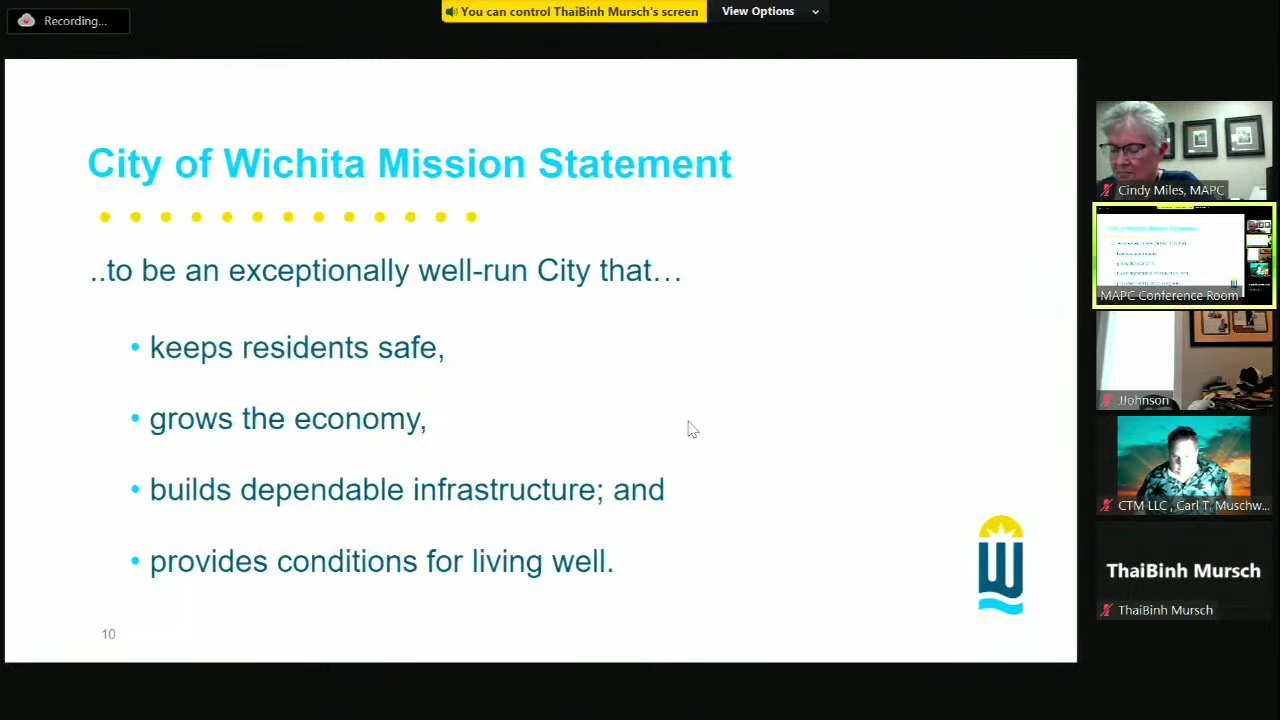 Recording...
You can control ThaiBinh Mursch's screen
View Options
City of Wichita Mission Statement
..to be an exceptionally well-run City that…
• keeps residents safe,
• grows the economy,
• builds dependable infrastructure; and
• provides conditions for living well.
10
Cindy Miles, MAPC
MAPC Conference Room
JJohnson
CTM LLC , Carl T. Muschw...
ThaiBinh Mursch
ThaiBinh Mursch